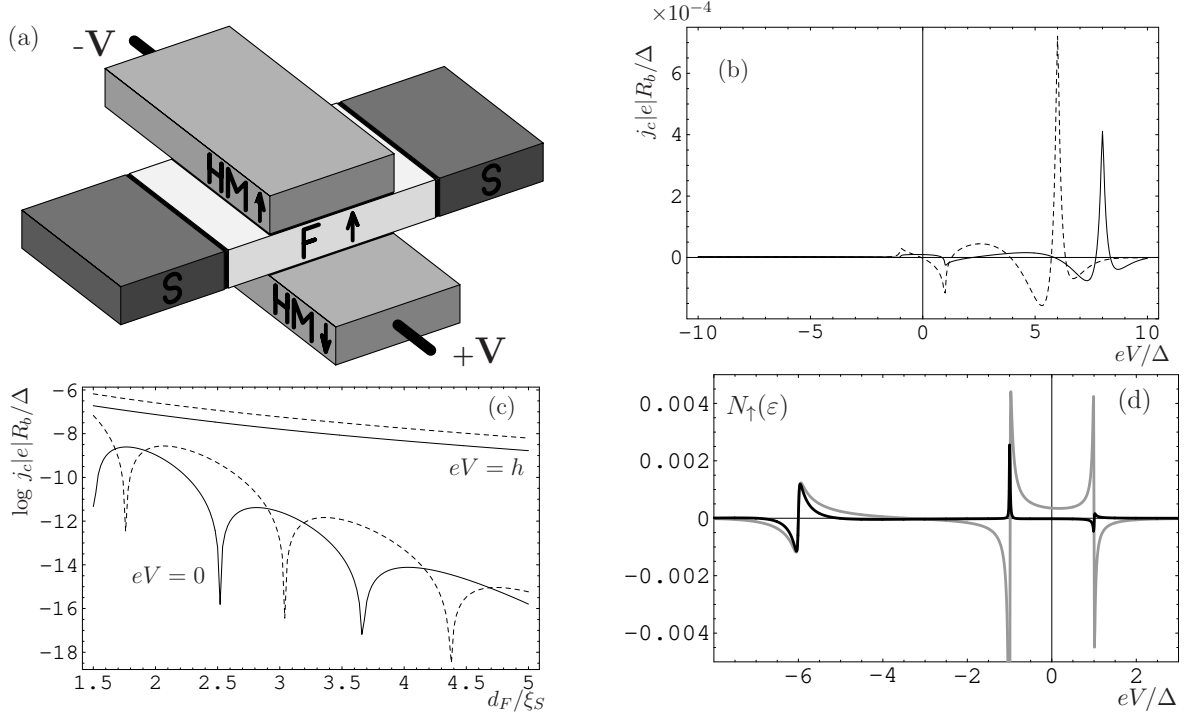 (a)
-V
HM↑
S
F ↑
S
HM↓
+V
×10⁻⁴
j_c|e|R_b/Δ
(b)
6
4
2
0
-2
-10
-5
0
5
10
eV/Δ
log j_c|e|R_b/Δ
(c)
-6
-8
-10
-12
-14
-16
-18
eV = h
eV = 0
1.5
2
2.5
3
3.5
4
4.5
5
d_F/ξ_S
N_↑(ε)
(d)
0.004
0.002
0
-0.002
-0.004
-6
-4
-2
0
2
eV/Δ